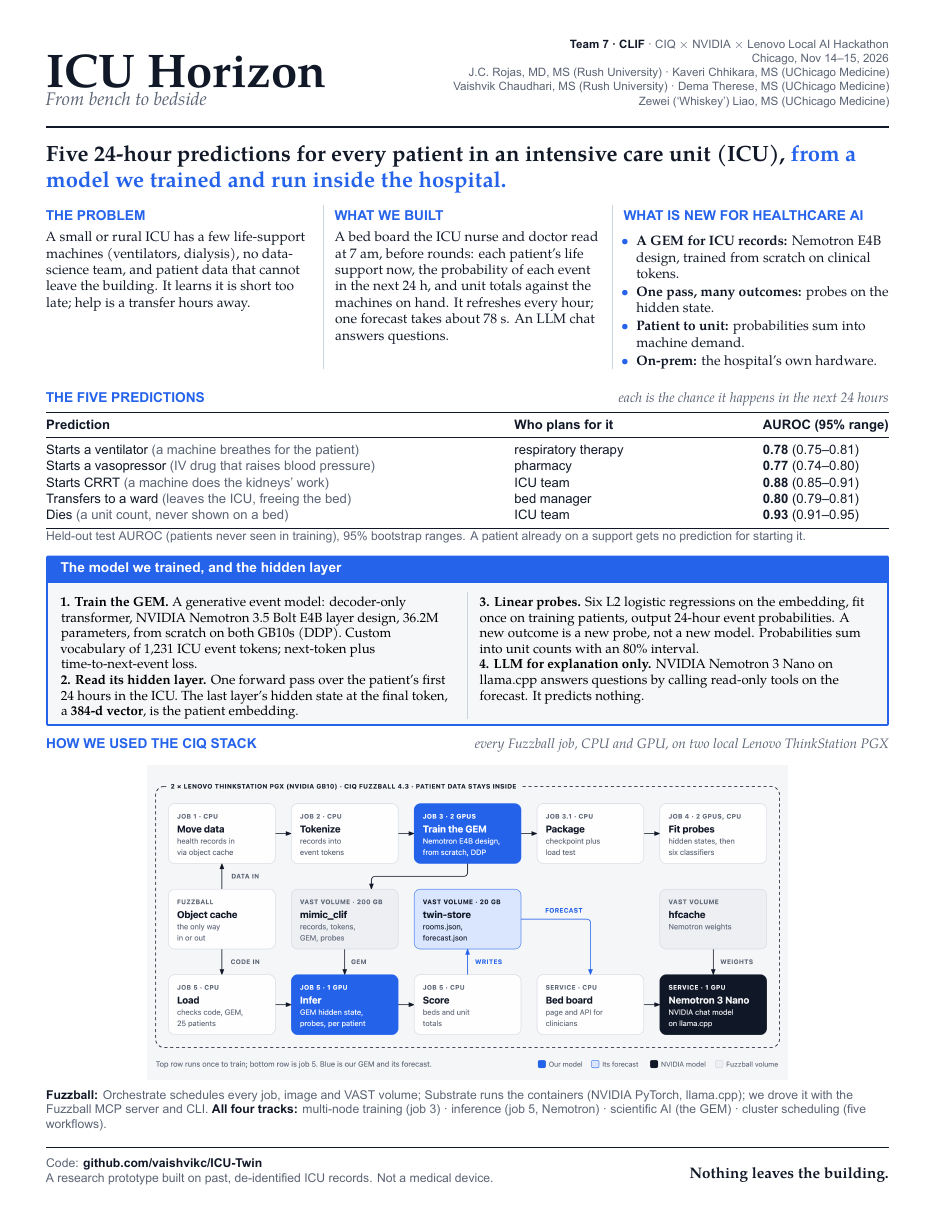 ICU Horizon
From bench to bedside
Team 7 · CLIF · CIQ × NVIDIA × Lenovo Local AI Hackathon
Chicago, Nov 14–15, 2026
J.C. Rojas, MD, MS (Rush University) · Kaveri Chhikara, MS (UChicago Medicine)
Vaishvik Chaudhari, MS (Rush University) · Dema Therese, MS (UChicago Medicine)
Zewei (‘Whiskey’) Liao, MS (UChicago Medicine)
Five 24-hour predictions for every patient in an intensive care unit (ICU), from a
model we trained and run inside the hospital.
THE PROBLEM
A small or rural ICU has a few life-support
machines (ventilators, dialysis), no data-
science team, and patient data that cannot
leave the building. It learns it is short too
late; help is a transfer hours away.
WHAT WE BUILT
A bed board the ICU nurse and doctor read
at 7 am, before rounds: each patient’s life
support now, the probability of each event
in the next 24 h, and unit totals against the
machines on hand. It refreshes every hour;
one forecast takes about 78 s. An LLM chat
answers questions.
WHAT IS NEW FOR HEALTHCARE AI
• A GEM for ICU records: Nemotron E4B
design, trained from scratch on clinical
tokens.
• One pass, many outcomes: probes on the
hidden state.
• Patient to unit: probabilities sum into
machine demand.
• On-prem: the hospital’s own hardware.
THE FIVE PREDICTIONS
each is the chance it happens in the next 24 hours
Prediction Who plans for it AUROC (95% range)
Starts a ventilator (a machine breathes for the patient) respiratory therapy 0.78 (0.75–0.81)
Starts a vasopressor (IV drug that raises blood pressure) pharmacy 0.77 (0.74–0.80)
Starts CRRT (a machine does the kidneys’ work) ICU team 0.88 (0.85–0.91)
Transfers to a ward (leaves the ICU, freeing the bed) bed manager 0.80 (0.79–0.81)
Dies (a unit count, never shown on a bed) ICU team 0.93 (0.91–0.95)
Held-out test AUROC (patients never seen in training), 95% bootstrap ranges. A patient already on a support gets no prediction for starting it.
The model we trained, and the hidden layer
1. Train the GEM. A generative event model: decoder-only
transformer, NVIDIA Nemotron 3.5 Bolt E4B layer design, 36.2M
parameters, from scratch on both GB10s (DDP). Custom
vocabulary of 1,231 ICU event tokens; next-token plus
time-to-next-event loss.
2. Read its hidden layer. One forward pass over the patient’s first
24 hours in the ICU. The last layer’s hidden state at the final token,
a 384-d vector, is the patient embedding.
3. Linear probes. Six L2 logistic regressions on the embedding, fit
once on training patients, output 24-hour event probabilities. A
new outcome is a new probe, not a new model. Probabilities sum
into unit counts with an 80% interval.
4. LLM for explanation only. NVIDIA Nemotron 3 Nano on
llama.cpp answers questions by calling read-only tools on the
forecast. It predicts nothing.
HOW WE USED THE CIQ STACK
every Fuzzball job, CPU and GPU, on two local Lenovo ThinkStation PGX
2 × LENOVO THINKSTATION PGX (NVIDIA GB10) · CIQ FUZZBALL 4.3 · PATIENT DATA STAYS INSIDE
JOB 1 · CPU
Move data
health records in
via object cache
JOB 2 · CPU
Tokenize
records into
event tokens
JOB 3 · 2 GPUS
Train the GEM
Nemotron E4B design,
from scratch, DDP
JOB 3.1 · CPU
Package
checkpoint plus
load test
JOB 4 · 2 GPUS, CPU
Fit probes
hidden states, then
six classifiers
DATA IN
FUZZBALL
Object cache
the only way
in or out
VAST VOLUME · 200 GB
mimic_clif
records, tokens,
GEM, probes
VAST VOLUME · 20 GB
twin-store
rooms.json,
forecast.json
FORECAST
VAST VOLUME
hfcache
Nemotron weights
CODE IN
GEM
WRITES
WEIGHTS
JOB 5 · CPU
Load
checks code, GEM,
25 patients
JOB 5 · 1 GPU
Infer
GEM hidden state,
probes, per patient
JOB 5 · CPU
Score
beds and unit
totals
SERVICE · CPU
Bed board
page and API for
clinicians
SERVICE · 1 GPU
Nemotron 3 Nano
NVIDIA chat model
on llama.cpp
Top row runs once to train; bottom row is job 5. Blue is our GEM and its forecast.
Our model Its forecast NVIDIA model Fuzzball volume
Fuzzball: Orchestrate schedules every job, image and VAST volume; Substrate runs the containers (NVIDIA PyTorch, llama.cpp); we drove it with the
Fuzzball MCP server and CLI. All four tracks: multi-node training (job 3) · inference (job 5, Nemotron) · scientific AI (the GEM) · cluster scheduling (five
workflows).
Code: github.com/vaishvikc/ICU-Twin
A research prototype built on past, de-identified ICU records. Not a medical device.
Nothing leaves the building.